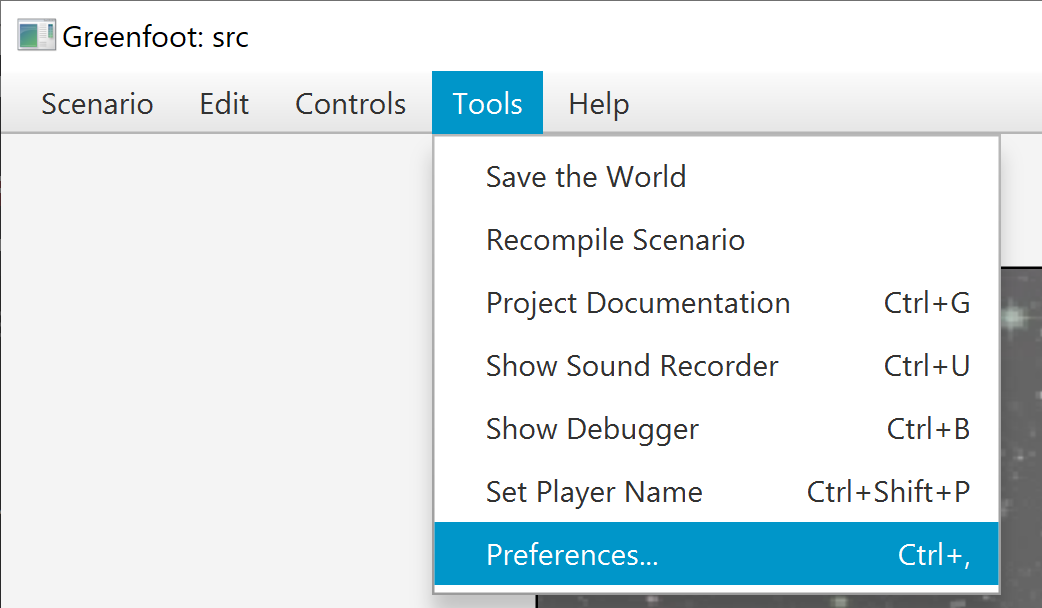 Greenfoot: src
Scenario Edit Controls Tools Help
Save the World
Recompile Scenario
Project Documentation Ctrl+G
Show Sound Recorder Ctrl+U
Show Debugger Ctrl+B
Set Player Name Ctrl+Shift+P
Preferences... Ctrl+,